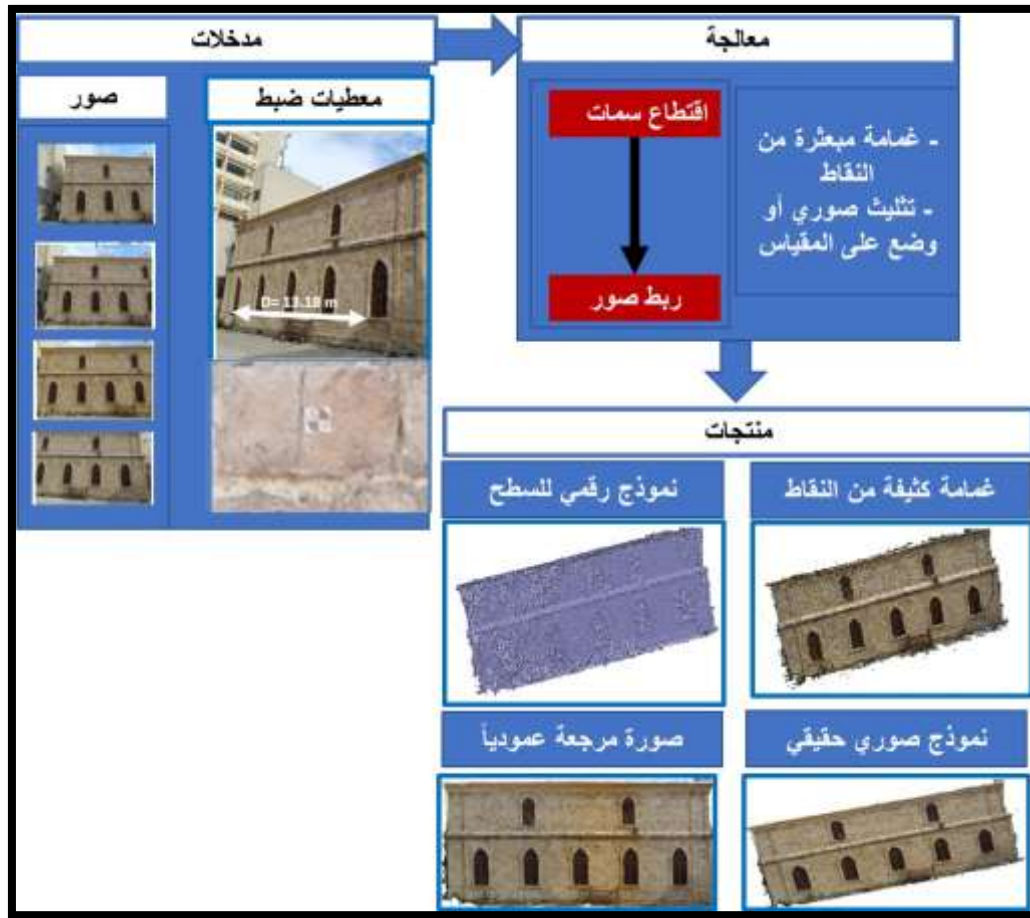 مدخلات
صور
معطيات ضبط
D= 13.18 m
معالجة
اقتطاع سمات
ربط صور
- غمامة مبعثرة من
النقاط
- تثليث صوري أو
وضع على المقياس
منتجات
غمامة كثيفة من النقاط
نموذج رقمي للسطح
نموذج صوري حقيقي
صورة مرجعة عمودياً